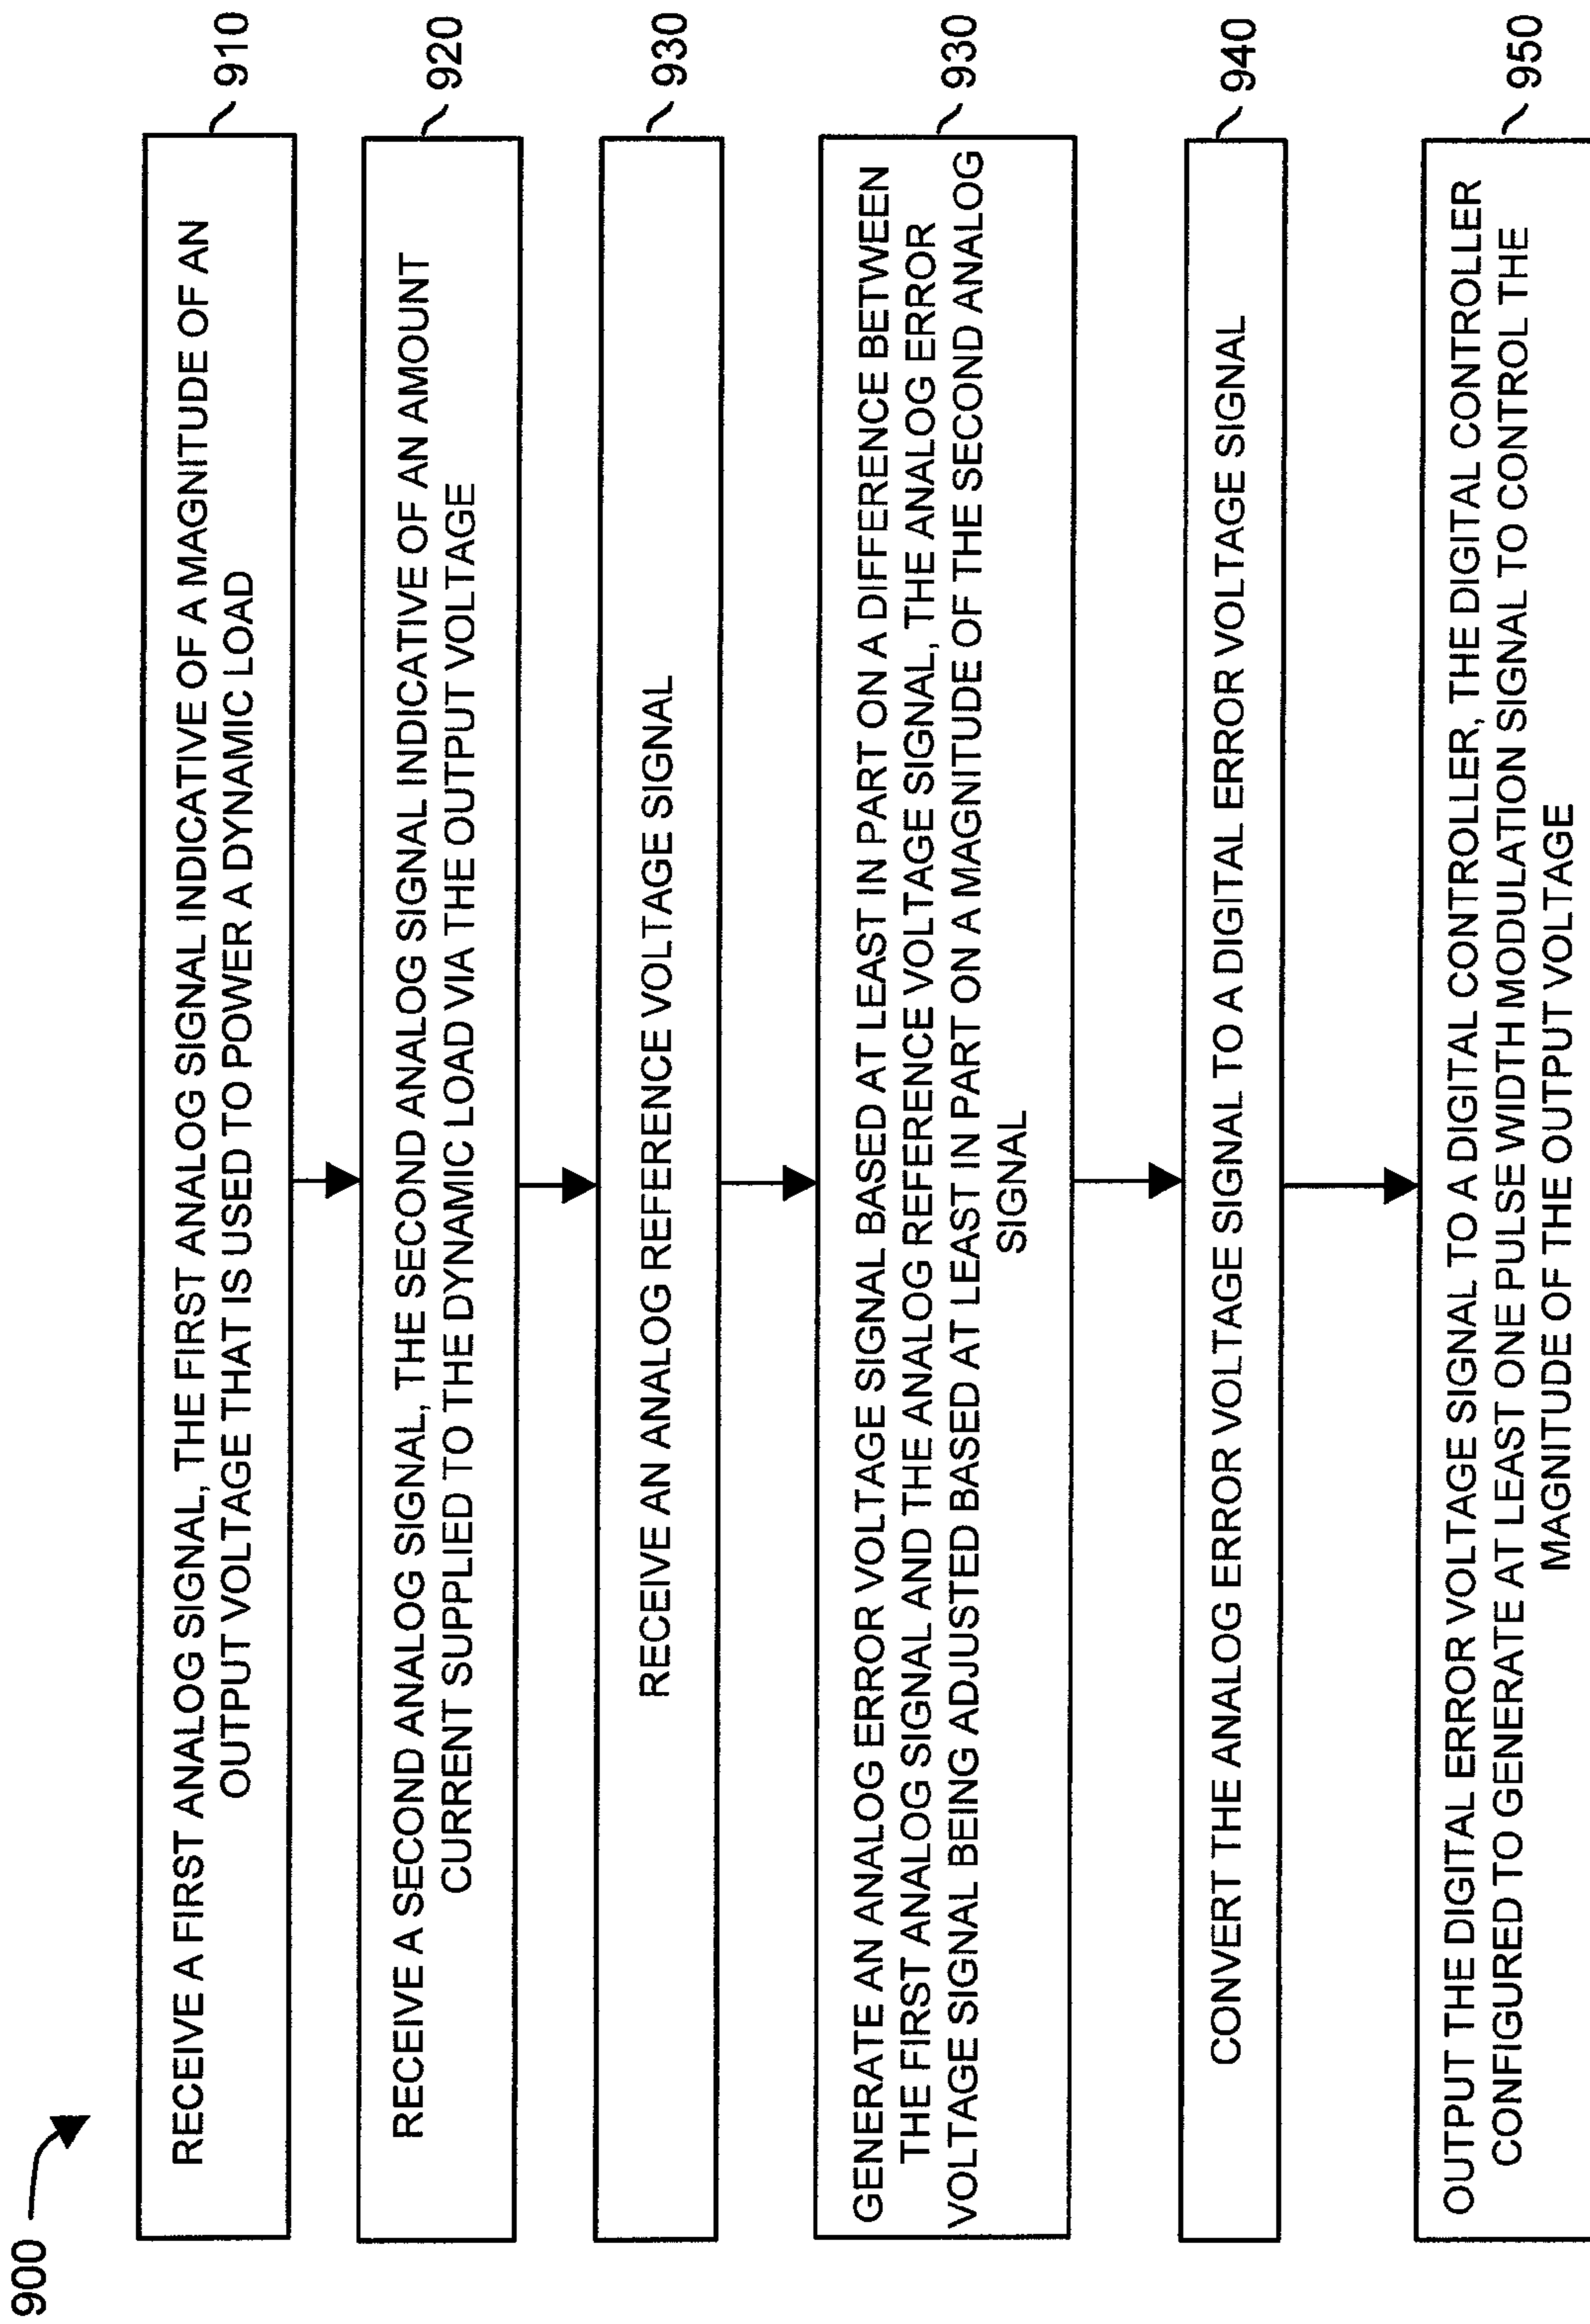 900
RECEIVE A FIRST ANALOG SIGNAL, THE FIRST ANALOG SIGNAL INDICATIVE OF A MAGNITUDE OF AN
OUTPUT VOLTAGE THAT IS USED TO POWER A DYNAMIC LOAD
910
RECEIVE A SECOND ANALOG SIGNAL, THE SECOND ANALOG SIGNAL INDICATIVE OF AN AMOUNT
CURRENT SUPPLIED TO THE DYNAMIC LOAD VIA THE OUTPUT VOLTAGE
920
RECEIVE AN ANALOG REFERENCE VOLTAGE SIGNAL
930
GENERATE AN ANALOG ERROR VOLTAGE SIGNAL BASED AT LEAST IN PART ON A DIFFERENCE BETWEEN
THE FIRST ANALOG SIGNAL AND THE ANALOG REFERENCE VOLTAGE SIGNAL, THE ANALOG ERROR
VOLTAGE SIGNAL BEING ADJUSTED BASED AT LEAST IN PART ON A MAGNITUDE OF THE SECOND ANALOG
SIGNAL
930
CONVERT THE ANALOG ERROR VOLTAGE SIGNAL TO A DIGITAL ERROR VOLTAGE SIGNAL
940
OUTPUT THE DIGITAL ERROR VOLTAGE SIGNAL TO A DIGITAL CONTROLLER, THE DIGITAL CONTROLLER
CONFIGURED TO GENERATE AT LEAST ONE PULSE WIDTH MODULATION SIGNAL TO CONTROL THE
MAGNITUDE OF THE OUTPUT VOLTAGE
950